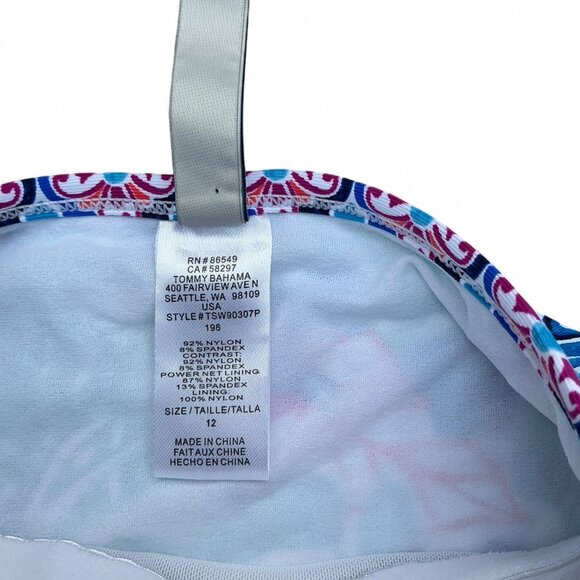 RN# 86549
CA# 58297
TOMMY BAHAMA
400 FAIRVIEW AVE N
SEATTLE, WA 98109
USA
STYLE#TSW90307P
196
92% NYLON
8% SPANDEX
CONTRAST:
92% NYLON
8% SPANDEX
POWER NET LINING:
87% NYLON
13% SPANDEX
LINING:
100% NYLON
SIZE/TAILLE/TALLA
12
MADE IN CHINA
FAIT AUX CHINE
HECHO EN CHINA